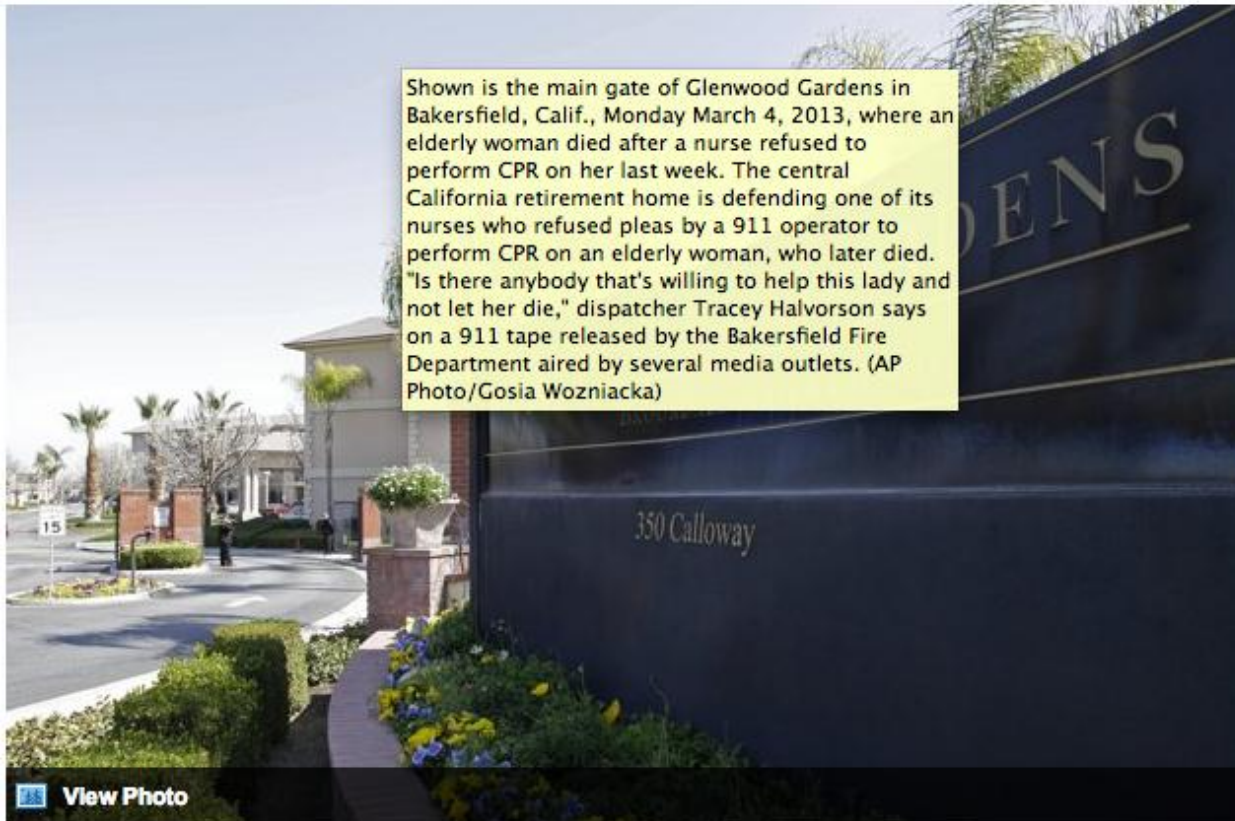 Shown is the main gate of Glenwood Gardens in
Bakersfield, Calif., Monday March 4, 2013, where an
elderly woman died after a nurse refused to
perform CPR on her last week. The central
California retirement home is defending one of its
nurses who refused pleas by a 911 operator to
perform CPR on an elderly woman, who later died.
"Is there anybody that's willing to help this lady and
not let her die," dispatcher Tracey Halvorson says
on a 911 tape released by the Bakersfield Fire
Department aired by several media outlets. (AP
Photo/Gosia Wozniacka)
DENS
350 Calloway
15
View Photo